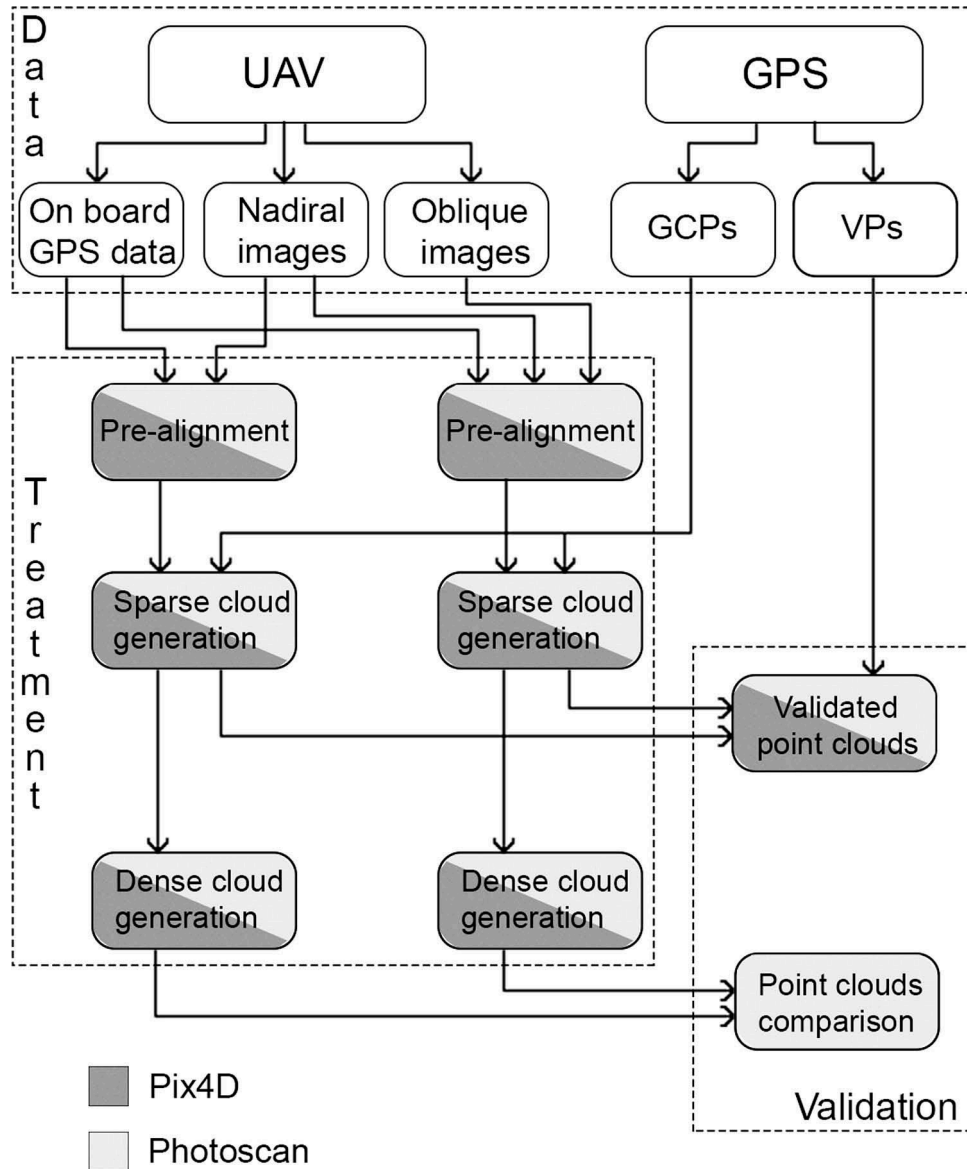 Data
UAV
GPS
On board
GPS data
Nadiral
images
Oblique
images
GCPs
VPs
Treatment
Pre-alignment
Pre-alignment
Sparse cloud
generation
Sparse cloud
generation
Validated
point clouds
Dense cloud
generation
Dense cloud
generation
Point clouds
comparison
Validation
Pix4D
Photoscan